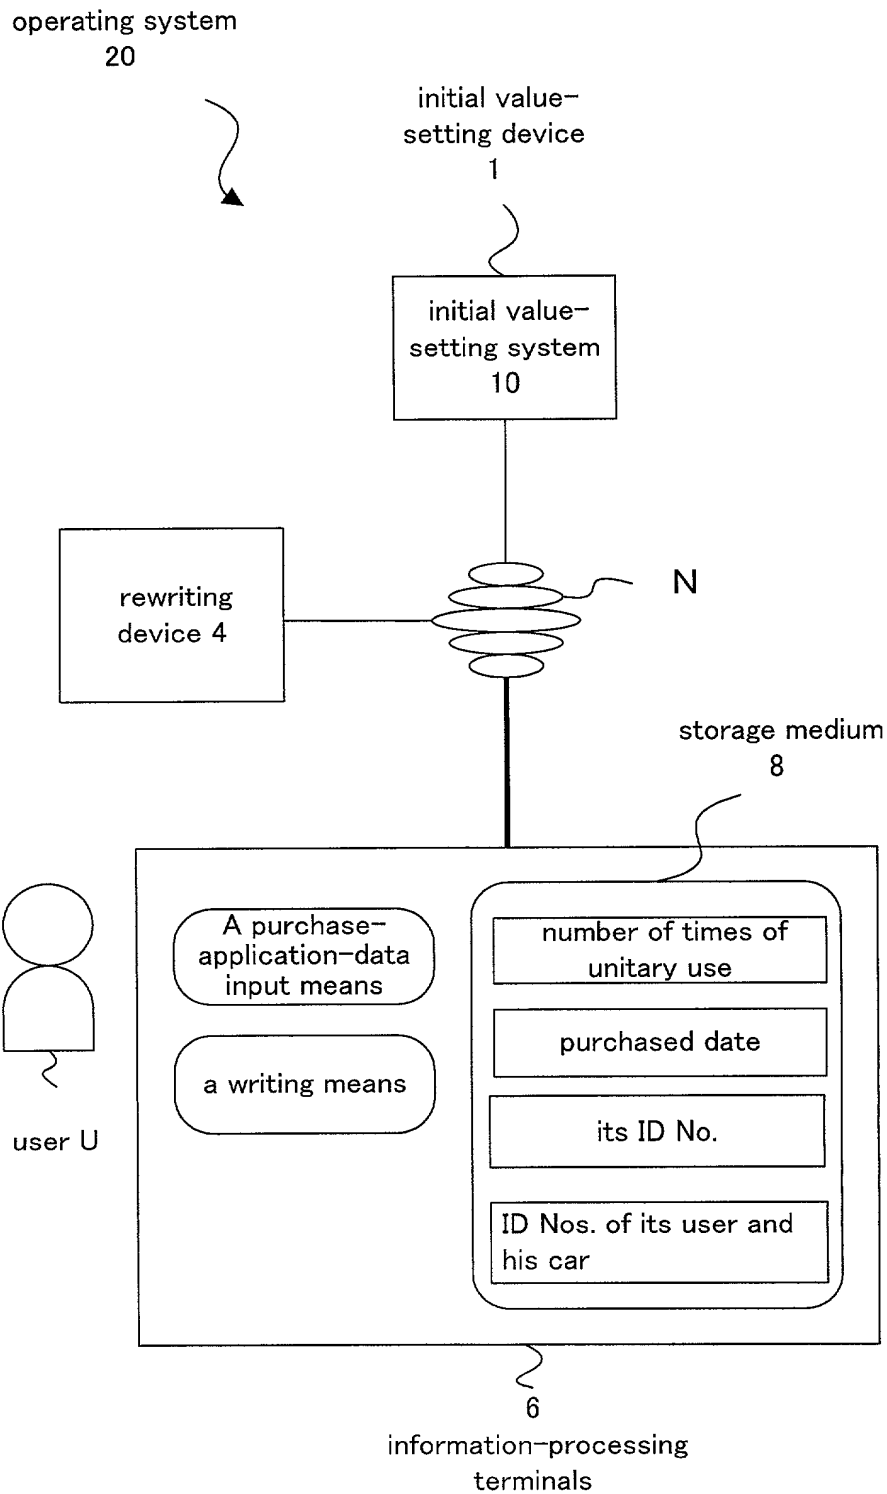 operating system
20
initial value-
setting device
1
initial value-
setting system
10
rewriting
device 4
N
storage medium
8
A purchase-
application-data
input means
a writing means
number of times of
unitary use
purchased date
its ID No.
ID Nos. of its user and
his car
user U
6
information-processing
terminals